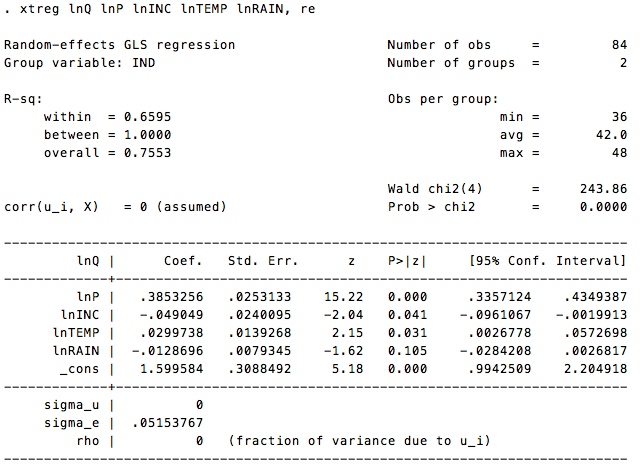 . xtreg lnQ lnP lnINC lnTEMP lnRAIN, re
Random-effects GLS regression                   Number of obs     =         84
Group variable: IND                             Number of groups  =          2
R-sq:                                           Obs per group:
     within  = 0.6595                                         min =         36
     between = 1.0000                                         avg =       42.0
     overall = 0.7553                                         max =         48
                                                Wald chi2(4)      =     243.86
corr(u_i, X)   = 0 (assumed)                    Prob > chi2       =     0.0000
------------------------------------------------------------------------------
         lnQ |      Coef.   Std. Err.      z    P>|z|     [95% Conf. Interval]
-------------+----------------------------------------------------------------
         lnP |   .3853256   .0253133    15.22   0.000     .3357124    .4349387
       lnINC |   -.049049   .0240095    -2.04   0.041    -.0961067   -.0019913
      lnTEMP |   .0299738   .0139268     2.15   0.031     .0026778    .0572698
      lnRAIN |  -.0128696   .0079345    -1.62   0.105    -.0284208    .0026817
       _cons |   1.599584   .3088492     5.18   0.000     .9942509    2.204918
-------------+----------------------------------------------------------------
     sigma_u |          0
     sigma_e |  .05153767
         rho |          0   (fraction of variance due to u_i)
------------------------------------------------------------------------------